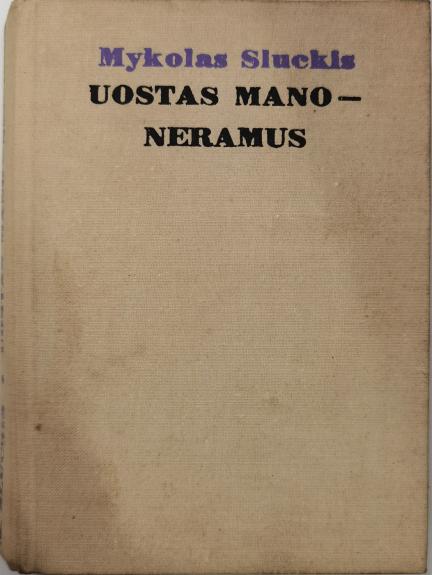 Mykolas Sluckis
UOSTAS MANO —
NERAMUS